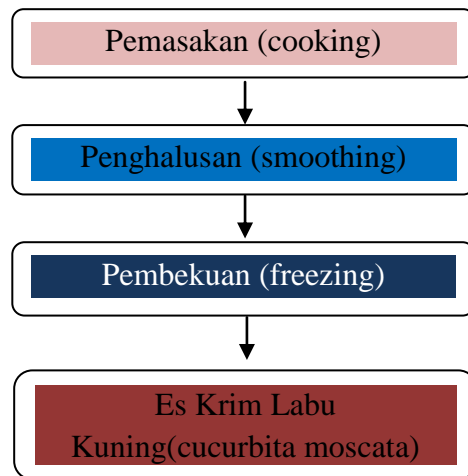 Pemasakan (cooking)
Penghalusan (smoothing)
Pembekuan (freezing)
Es Krim Labu
Kuning(cucurbita moscata)